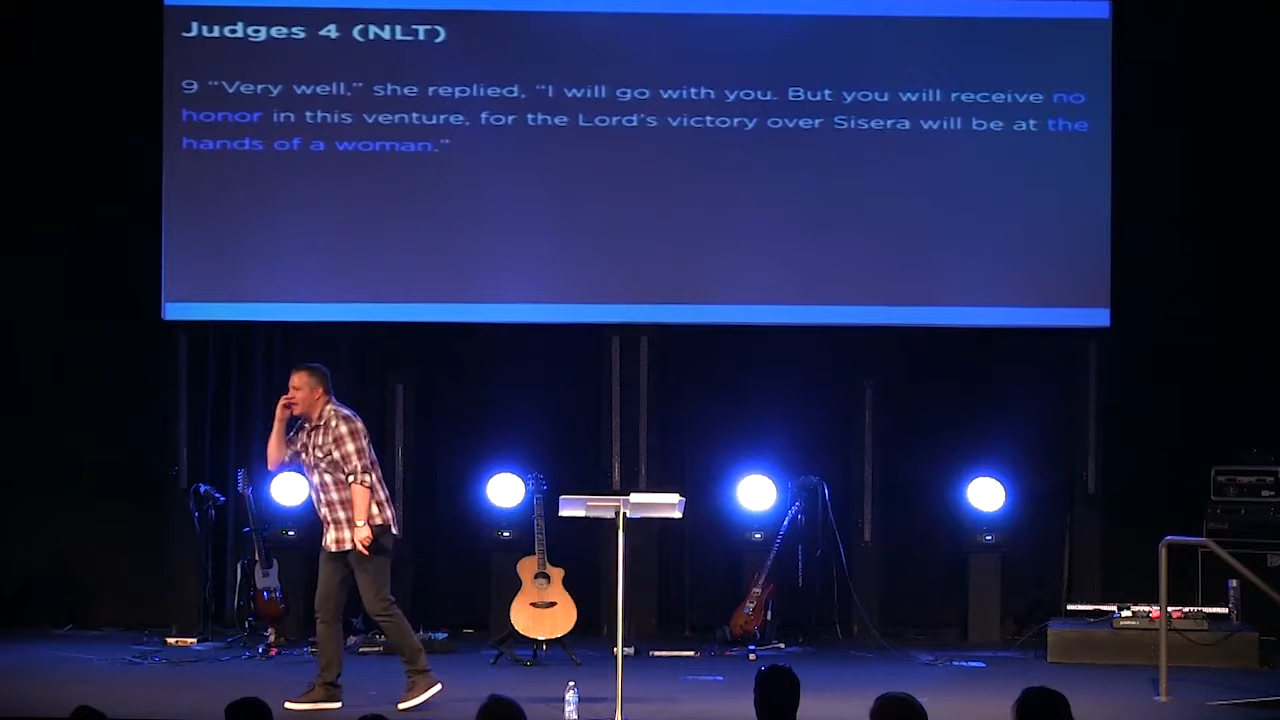 Judges 4 (NLT)
9 “Very well,” she replied, “I will go with you. But you will receive no
honor in this venture, for the Lord’s victory over Sisera will be at the
hands of a woman.”